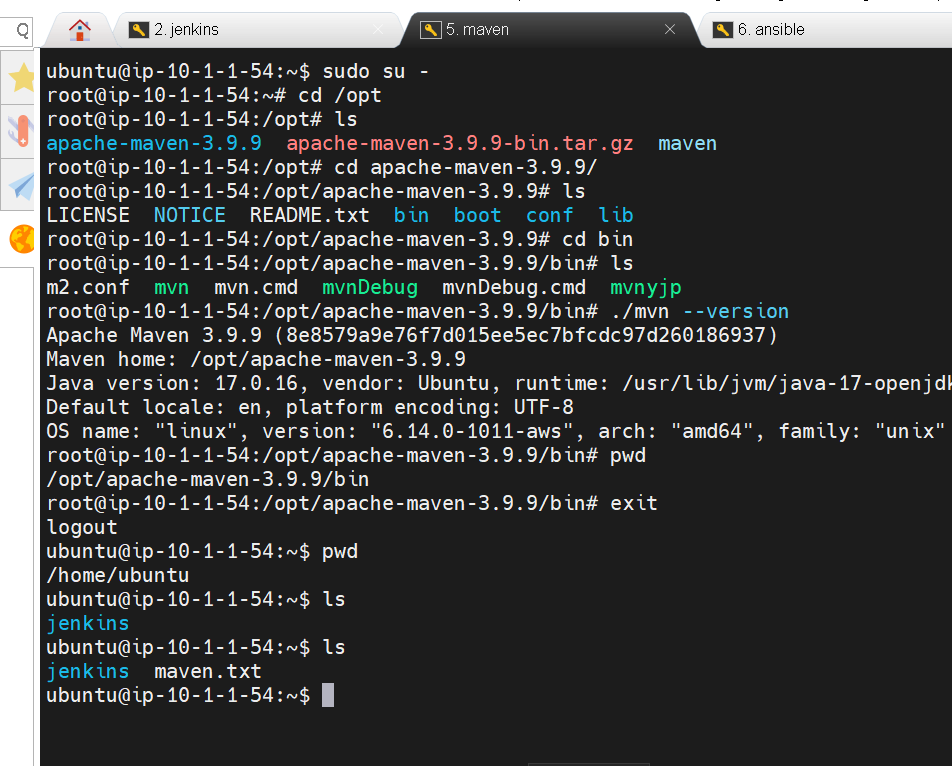 Q
2. jenkins
5. maven
6. ansible
ubuntu@ip-10-1-1-54:~$ sudo su -
root@ip-10-1-1-54:~# cd /opt
root@ip-10-1-1-54:/opt# ls
apache-maven-3.9.9  apache-maven-3.9.9-bin.tar.gz  maven
root@ip-10-1-1-54:/opt# cd apache-maven-3.9.9/
root@ip-10-1-1-54:/opt/apache-maven-3.9.9# ls
LICENSE  NOTICE  README.txt  bin  boot  conf  lib
root@ip-10-1-1-54:/opt/apache-maven-3.9.9# cd bin
root@ip-10-1-1-54:/opt/apache-maven-3.9.9/bin# ls
m2.conf  mvn  mvn.cmd  mvnDebug  mvnDebug.cmd  mvnyjp
root@ip-10-1-1-54:/opt/apache-maven-3.9.9/bin# ./mvn --version
Apache Maven 3.9.9 (8e8579a9e76f7d015ee5ec7bfcdc97d260186937)
Maven home: /opt/apache-maven-3.9.9
Java version: 17.0.16, vendor: Ubuntu, runtime: /usr/lib/jvm/java-17-openjdk
Default locale: en, platform encoding: UTF-8
OS name: "linux", version: "6.14.0-1011-aws", arch: "amd64", family: "unix"
root@ip-10-1-1-54:/opt/apache-maven-3.9.9/bin# pwd
/opt/apache-maven-3.9.9/bin
root@ip-10-1-1-54:/opt/apache-maven-3.9.9/bin# exit
logout
ubuntu@ip-10-1-1-54:~$ pwd
/home/ubuntu
ubuntu@ip-10-1-1-54:~$ ls
jenkins
ubuntu@ip-10-1-1-54:~$ ls
jenkins  maven.txt
ubuntu@ip-10-1-1-54:~$